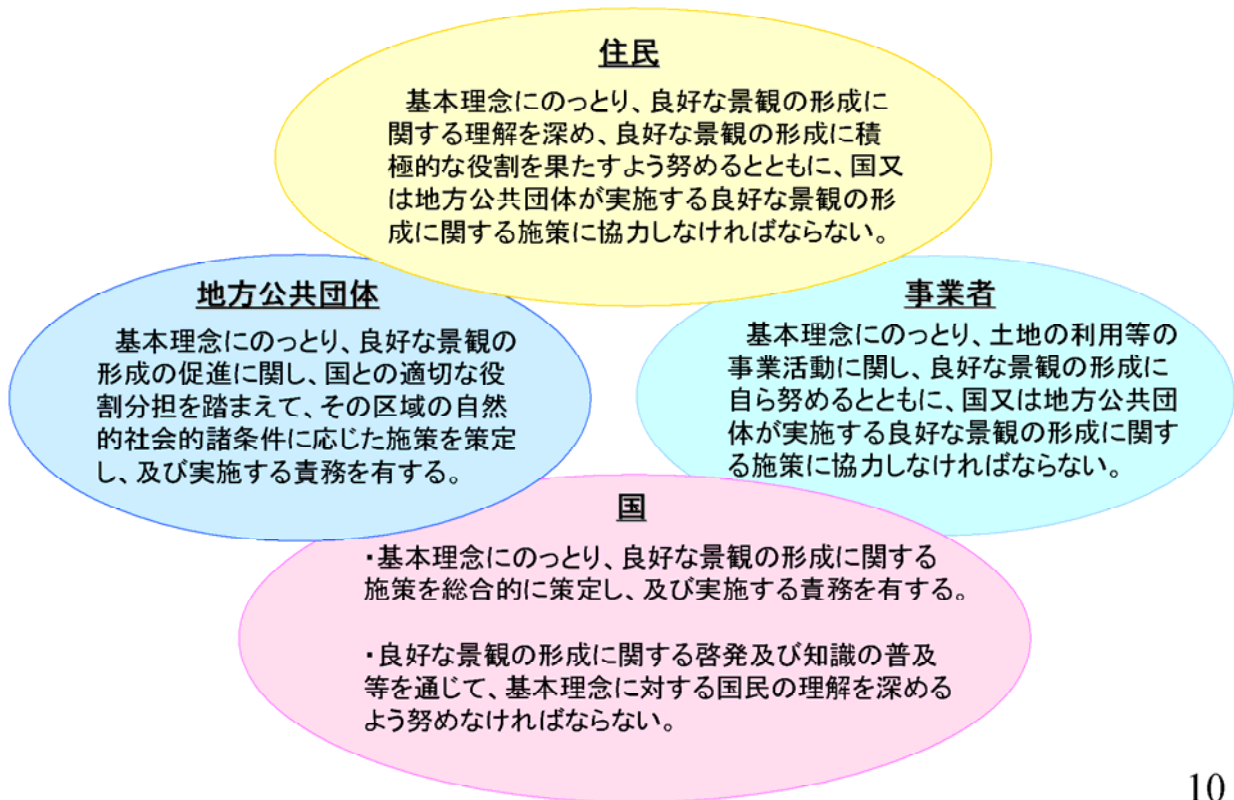 住民
基本理念にのっとり、良好な景観の形成に
関する理解を深め、良好な景観の形成に積
極的な役割を果たすよう努めるとともに、国又
は地方公共団体が実施する良好な景観の形
成に関する施策に協力しなければならない。
地方公共団体
基本理念にのっとり、良好な景観の
形成の促進に関し、国との適切な役
割分担を踏まえて、その区域の自然
的社会的諸条件に応じた施策を策定
し、及び実施する責務を有する。
事業者
基本理念にのっとり、土地の利用等の
事業活動に関し、良好な景観の形成に
自ら努めるとともに、国又は地方公共団
体が実施する良好な景観の形成に関す
る施策に協力しなければならない。
国
・基本理念にのっとり、良好な景観の形成に関する
施策を総合的に策定し、及び実施する責務を有する。
・良好な景観の形成に関する啓発及び知識の普及
等を通じて、基本理念に対する国民の理解を深める
よう努めなければならない。
10